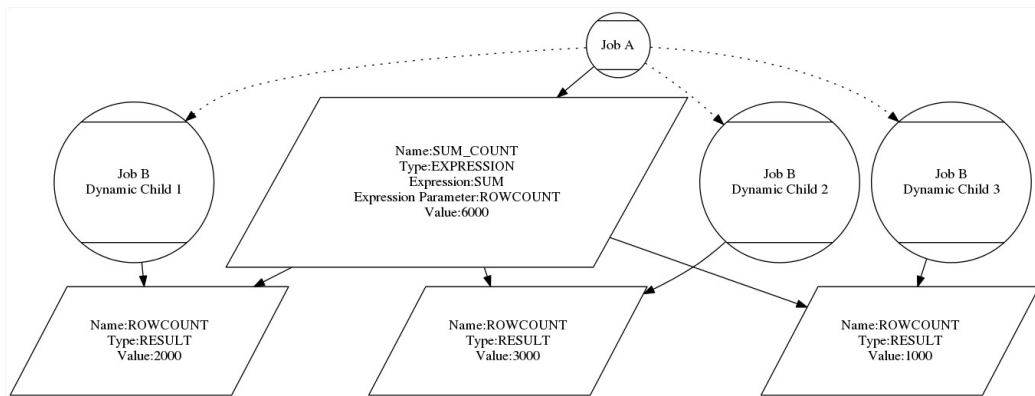 Job A
Job B
Dynamic Child 1
Name:SUM_COUNT
Type:EXPRESSION
Expression:SUM
Expression Parameter:ROWCOUNT
Value:6000
Job B
Dynamic Child 2
Job B
Dynamic Child 3
Name:ROWCOUNT
Type:RESULT
Value:2000
Name:ROWCOUNT
Type:RESULT
Value:3000
Name:ROWCOUNT
Type:RESULT
Value:1000